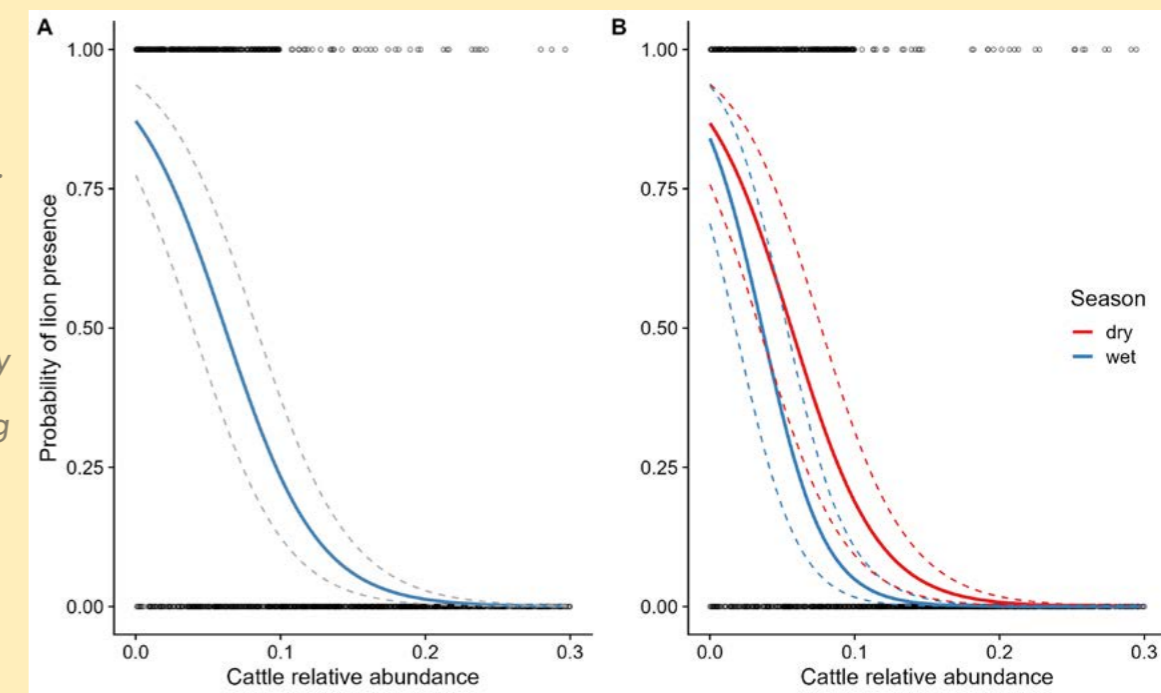 A
1.00
0.75
0.50
0.25
0.00
Probability of lion presence
0.0 0.1 0.2 0.3
Cattle relative abundance
B
1.00
0.75
0.50
0.25
0.00
0.0 0.1 0.2 0.3
Cattle relative abundance
Season
dry
wet